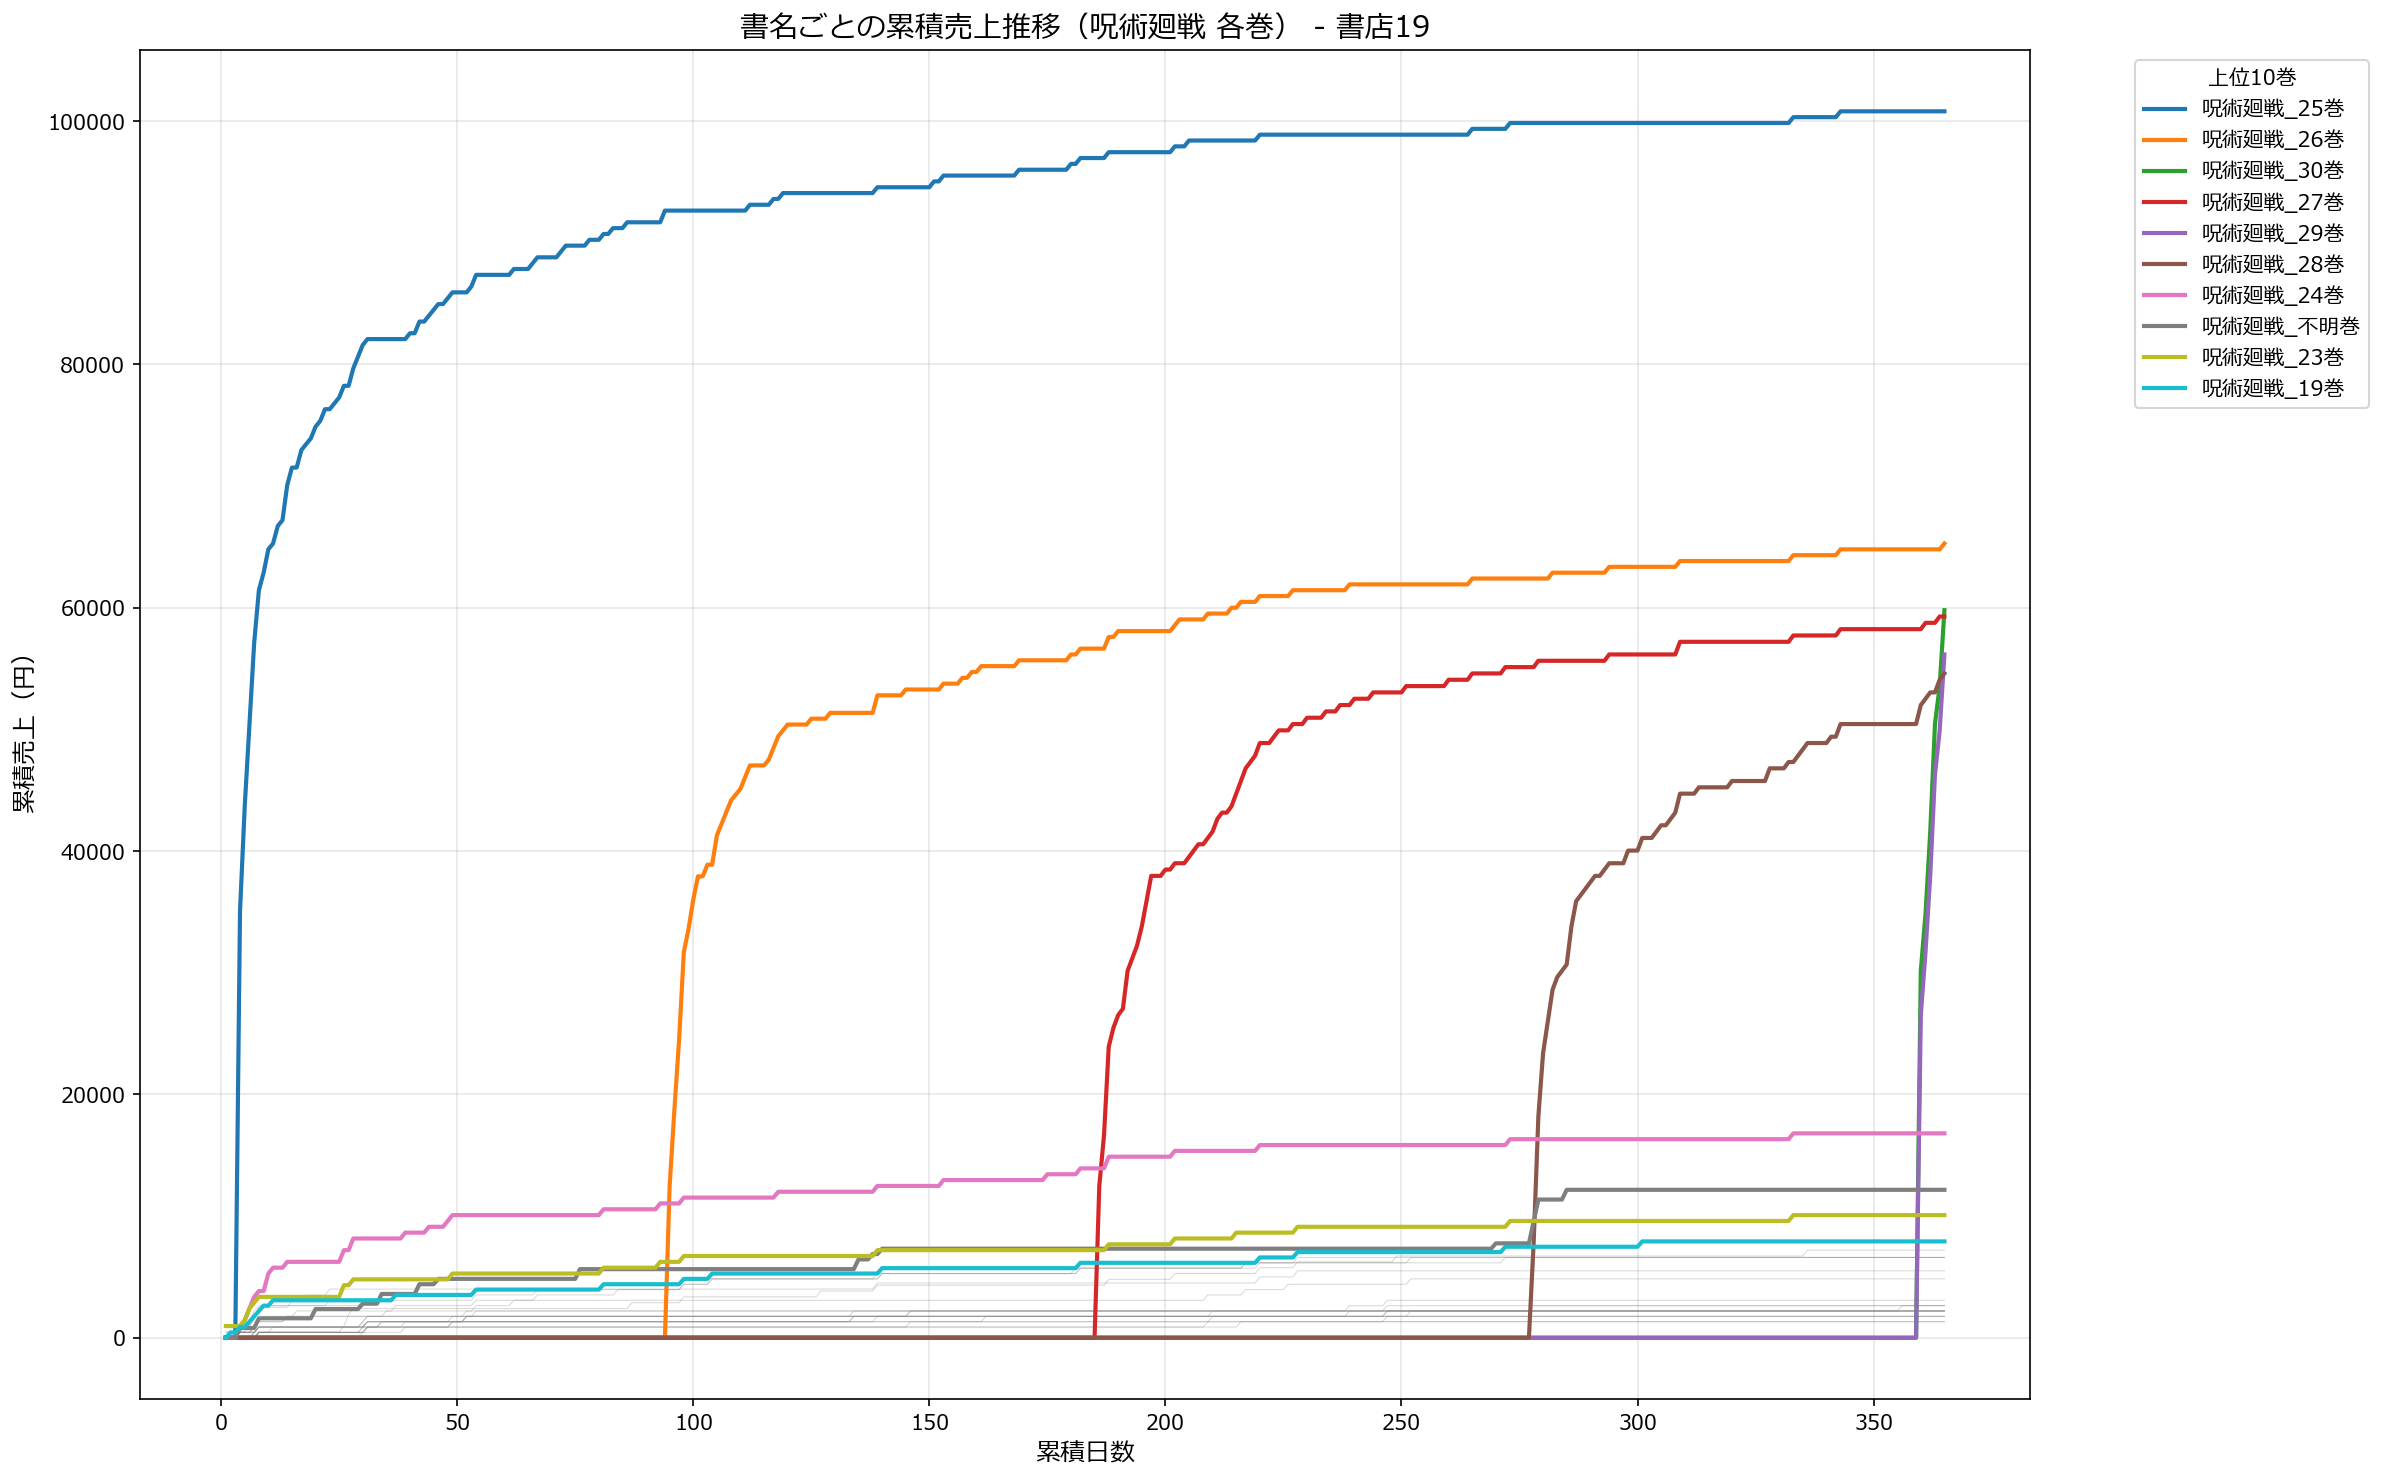 書名ごとの累積売上推移（呪術廻戦 各巻） - 書店19
上位10巻
呪術廻戦_25巻
呪術廻戦_26巻
呪術廻戦_30巻
呪術廻戦_27巻
呪術廻戦_29巻
呪術廻戦_28巻
呪術廻戦_24巻
呪術廻戦_不明巻
呪術廻戦_23巻
呪術廻戦_19巻
累積売上（円）
100000
80000
60000
40000
20000
0
0 50 100 150 200 250 300 350
累積日数